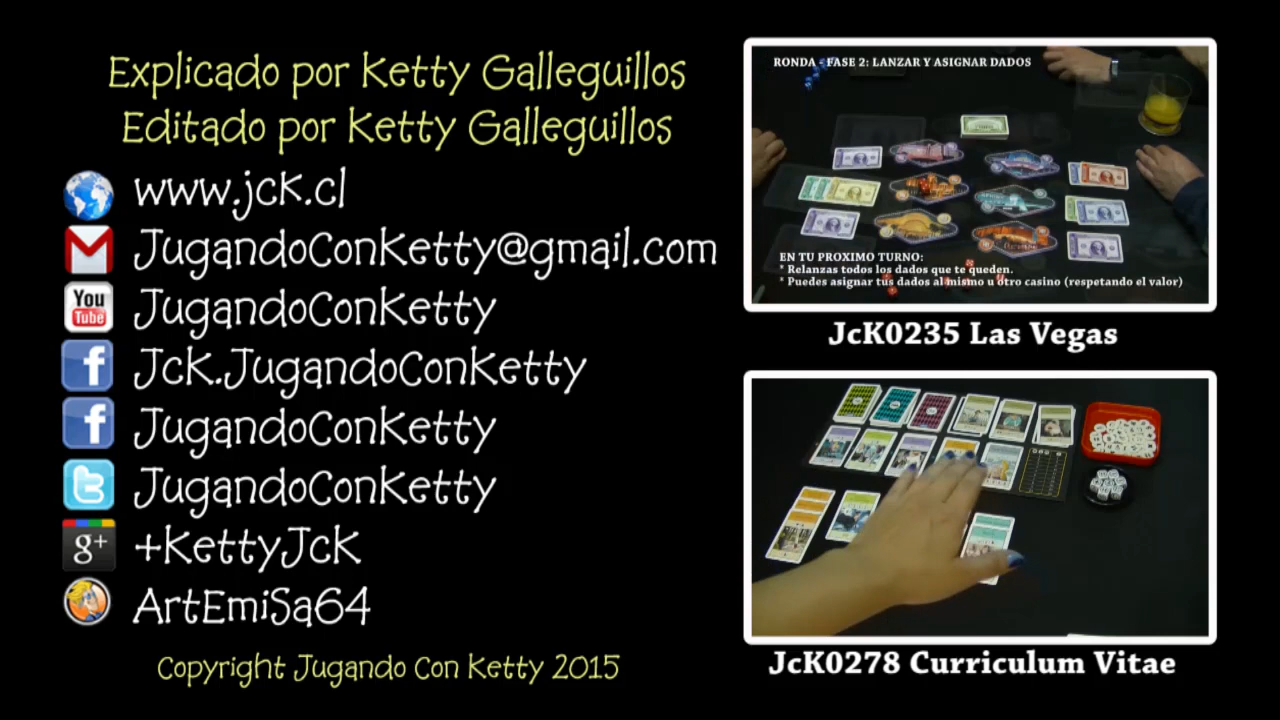 Explicado por Ketty Galleguillos
Editado por Ketty Galleguillos
www.jcK.cl
JugandoConKetty@gmail.com
You
Tube
JugandoConKetty
f
JcK.JugandoConKetty
f
JugandoConKetty
JugandoConKetty
g+
+KettyJcK
ArtEmiSa64
Copyright Jugando Con Ketty 2015
RONDA - FASE 2: LANZAR Y ASIGNAR DADOS
EN TU PROXIMO TURNO:
* Relanzas todos los dados que te queden.
* Puedes asignar tus dados al mismo u otro casino (respetando el valor)
JcK0235 Las Vegas
JcK0278 Curriculum Vitae